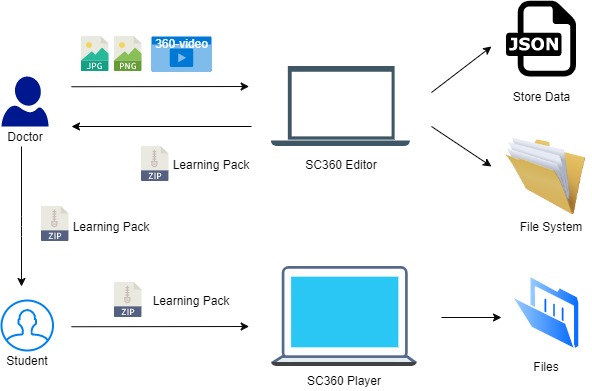 360-video
JPG
PNG
JSON
Store Data
Doctor
ZIP
Learning Pack
SC360 Editor
File System
ZIP
Learning Pack
ZIP
Learning Pack
Student
SC360 Player
Files